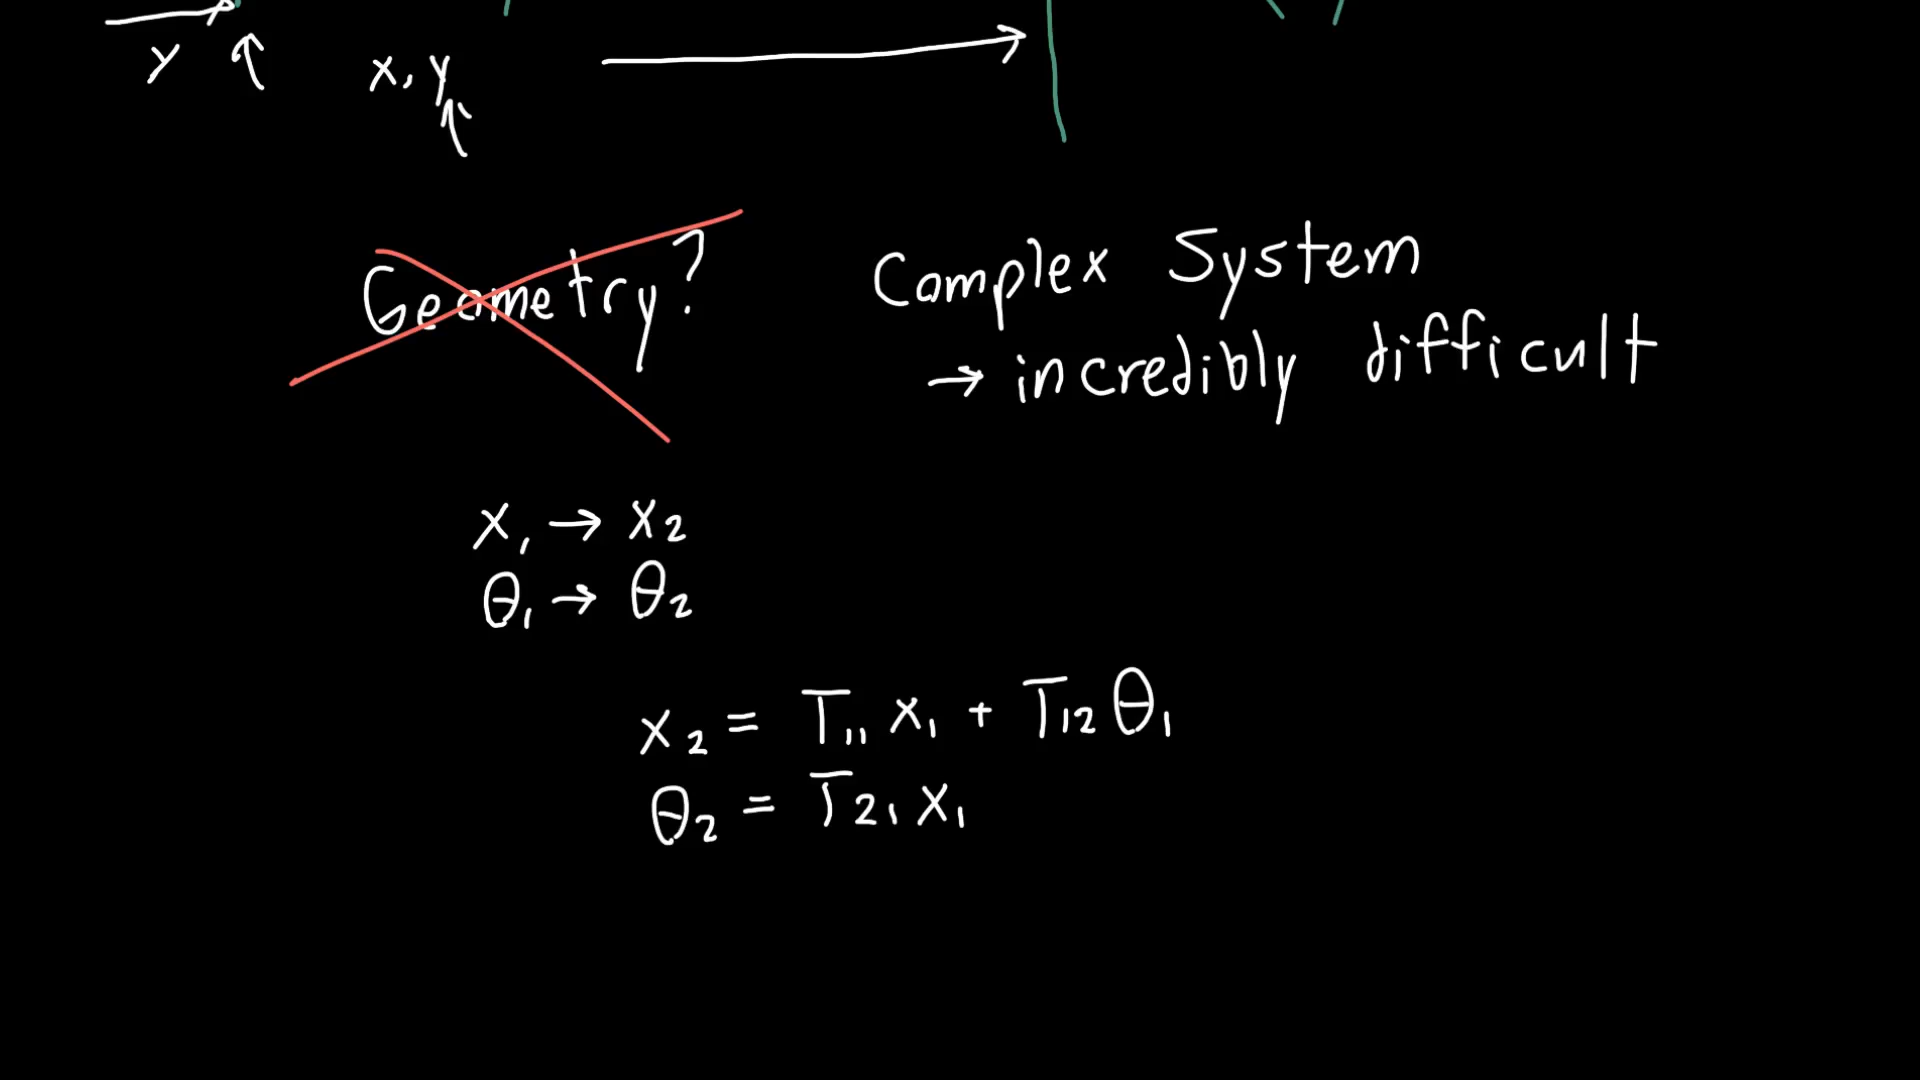 y
x, y
Geometry?
Complex System
→ incredibly difficult
x₁ → x₂
θ₁ → θ₂
x₂ = T₁₁ x₁ + T₁₂ θ₁
θ₂ = T₂₁ x₁